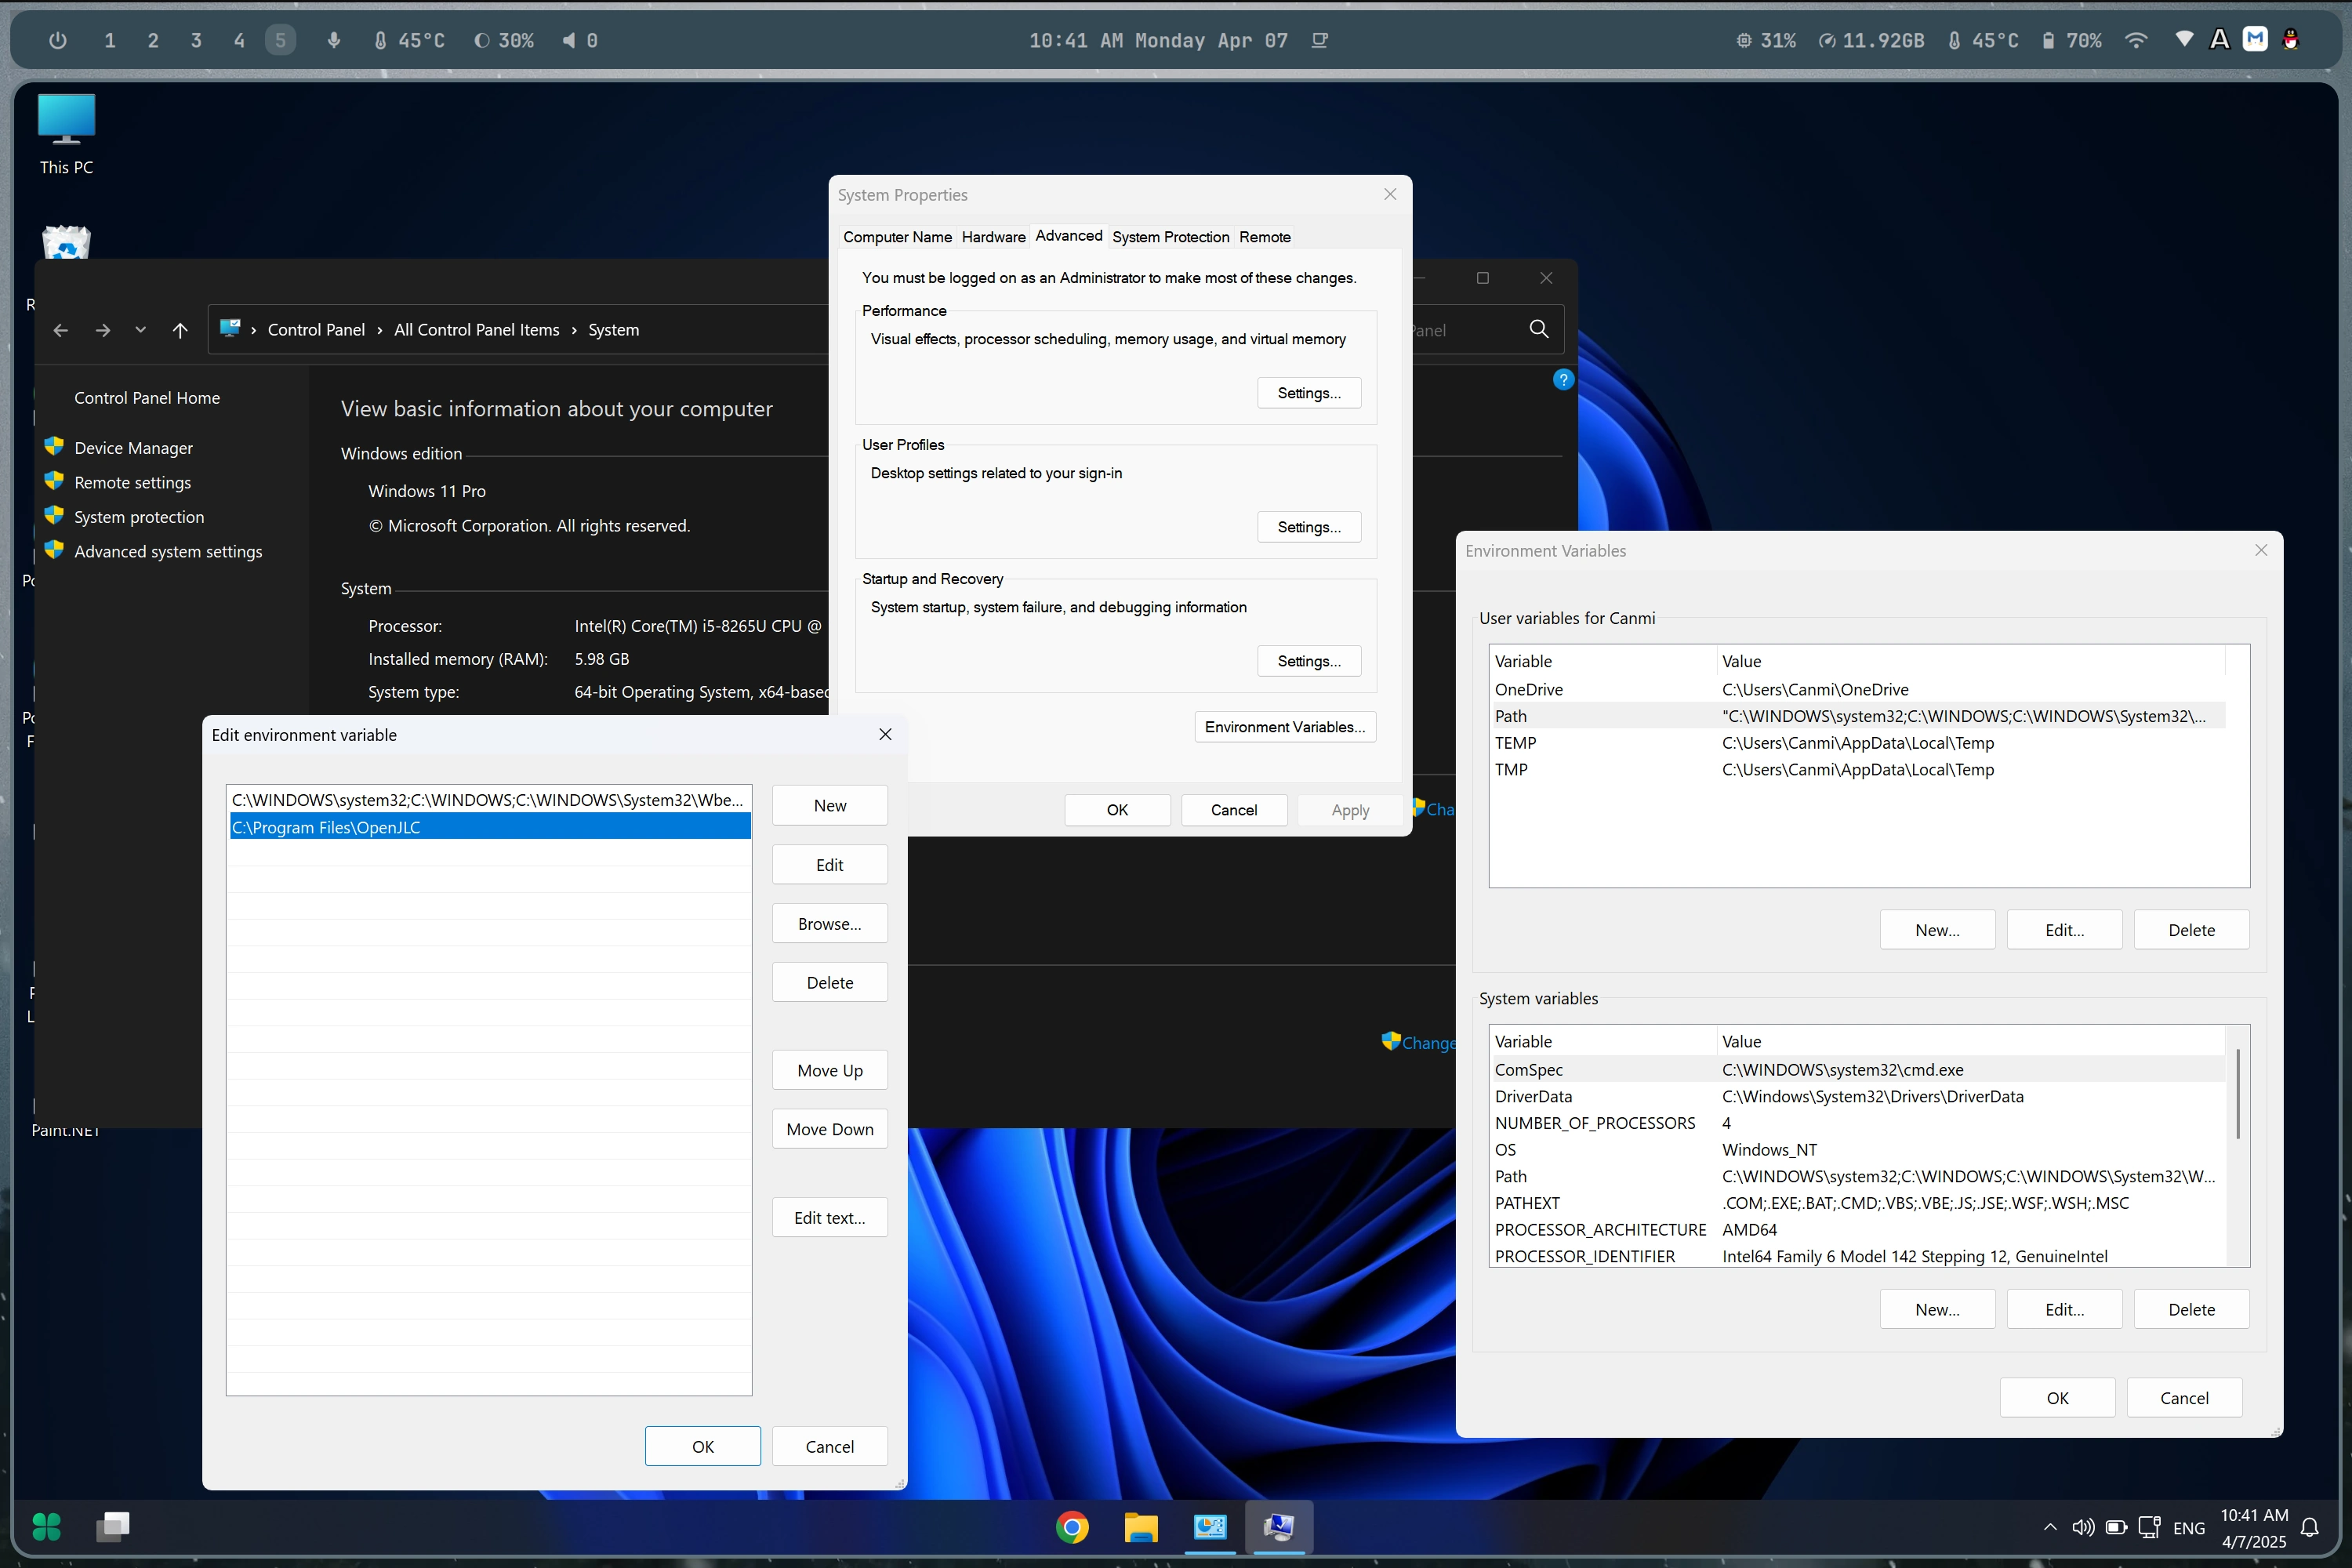 1 2 3 4 5 45°C 30% 0
10:41 AM Monday Apr 07
31% 11.92GB 45°C 70% A M
This PC
System Properties
Computer Name Hardware Advanced System Protection Remote
You must be logged on as an Administrator to make most of these changes.
Performance
Visual effects, processor scheduling, memory usage, and virtual memory
Settings...
User Profiles
Desktop settings related to your sign-in
Settings...
Startup and Recovery
System startup, system failure, and debugging information
Settings...
Environment Variables...
OK Cancel Apply
Control Panel › All Control Panel Items › System
Panel
?
Control Panel Home
Device Manager
Remote settings
System protection
Advanced system settings
View basic information about your computer
Windows edition
Windows 11 Pro
© Microsoft Corporation. All rights reserved.
System
Processor: Intel(R) Core(TM) i5-8265U CPU @
Installed memory (RAM): 5.98 GB
System type: 64-bit Operating System, x64-based
Cha
Change
Paint.NET
Edit environment variable
C:\WINDOWS\system32;C:\WINDOWS;C:\WINDOWS\System32\Wbe...
C:\Program Files\OpenJLC
New
Edit
Browse...
Delete
Move Up
Move Down
Edit text...
OK Cancel
Environment Variables
User variables for Canmi
Variable Value
OneDrive C:\Users\Canmi\OneDrive
Path "C:\WINDOWS\system32;C:\WINDOWS;C:\WINDOWS\System32\...
TEMP C:\Users\Canmi\AppData\Local\Temp
TMP C:\Users\Canmi\AppData\Local\Temp
New... Edit... Delete
System variables
Variable Value
ComSpec C:\WINDOWS\system32\cmd.exe
DriverData C:\Windows\System32\Drivers\DriverData
NUMBER_OF_PROCESSORS 4
OS Windows_NT
Path C:\WINDOWS\system32;C:\WINDOWS;C:\WINDOWS\System32\W...
PATHEXT .COM;.EXE;.BAT;.CMD;.VBS;.VBE;.JS;.JSE;.WSF;.WSH;.MSC
PROCESSOR_ARCHITECTURE AMD64
PROCESSOR_IDENTIFIER Intel64 Family 6 Model 142 Stepping 12, GenuineIntel
New... Edit... Delete
OK Cancel
ENG
10:41 AM
4/7/2025